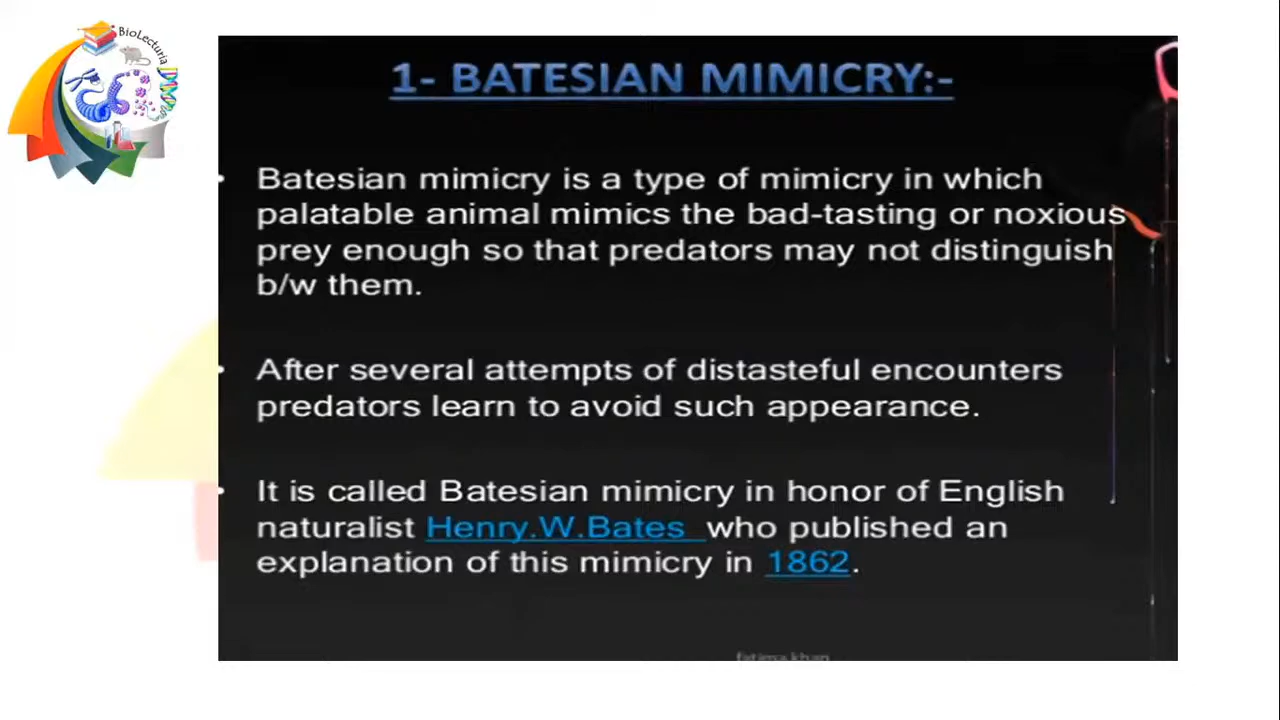 BioLecturia
1- BATESIAN MIMICRY:-
• Batesian mimicry is a type of mimicry in which
palatable animal mimics the bad-tasting or noxious
prey enough so that predators may not distinguish
b/w them.
• After several attempts of distasteful encounters
predators learn to avoid such appearance.
• It is called Batesian mimicry in honor of English
naturalist Henry.W.Bates who published an
explanation of this mimicry in 1862.
fatima khan